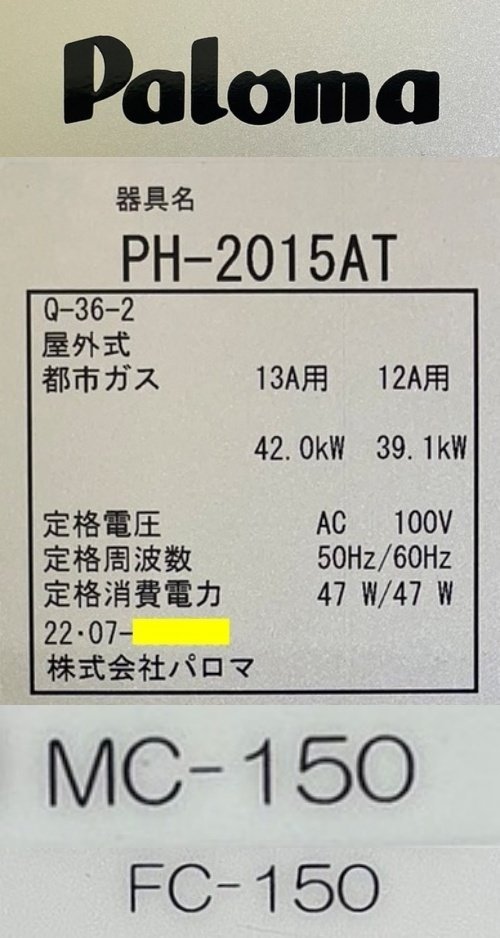 Paloma
器具名
PH-2015AT
Q-36-2
屋外式
都市ガス 13A用 12A用
42.0kW 39.1kW
定格電圧 AC 100V
定格周波数 50Hz/60Hz
定格消費電力 47 W/47 W
22・07-
株式会社パロマ
MC-150
FC-150